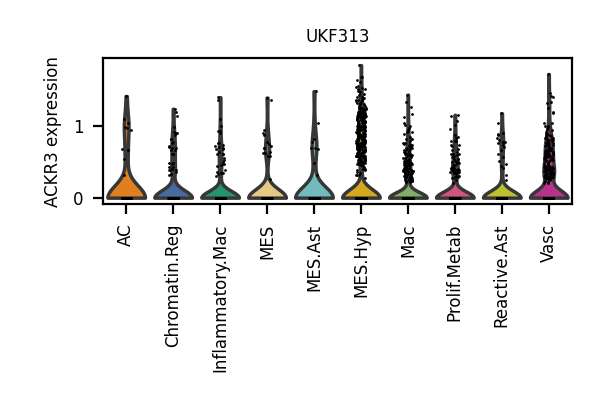 UKF313
ACKR3 expression
1
0
AC
Chromatin.Reg
Inflammatory.Mac
MES
MES.Ast
MES.Hyp
Mac
Prolif.Metab
Reactive.Ast
Vasc